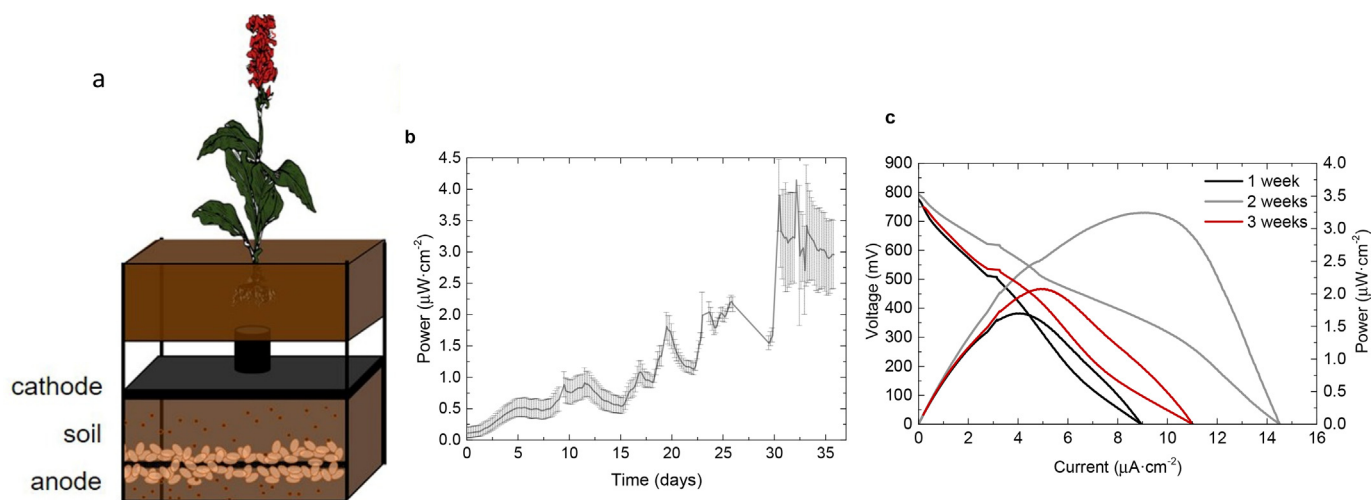 a
cathode
soil
anode
b
4.5
4.0
3.5
3.0
2.5
2.0
1.5
1.0
0.5
0.0
Power (µW·cm⁻²)
0 5 10 15 20 25 30 35
Time (days)
c
900
800
700
600
500
400
300
200
100
0
Voltage (mV)
1 week
2 weeks
3 weeks
4.0
3.5
3.0
2.5
2.0
1.5
1.0
0.5
0.0
Power (µW·cm⁻²)
0 2 4 6 8 10 12 14 16
Current (µA·cm⁻²)